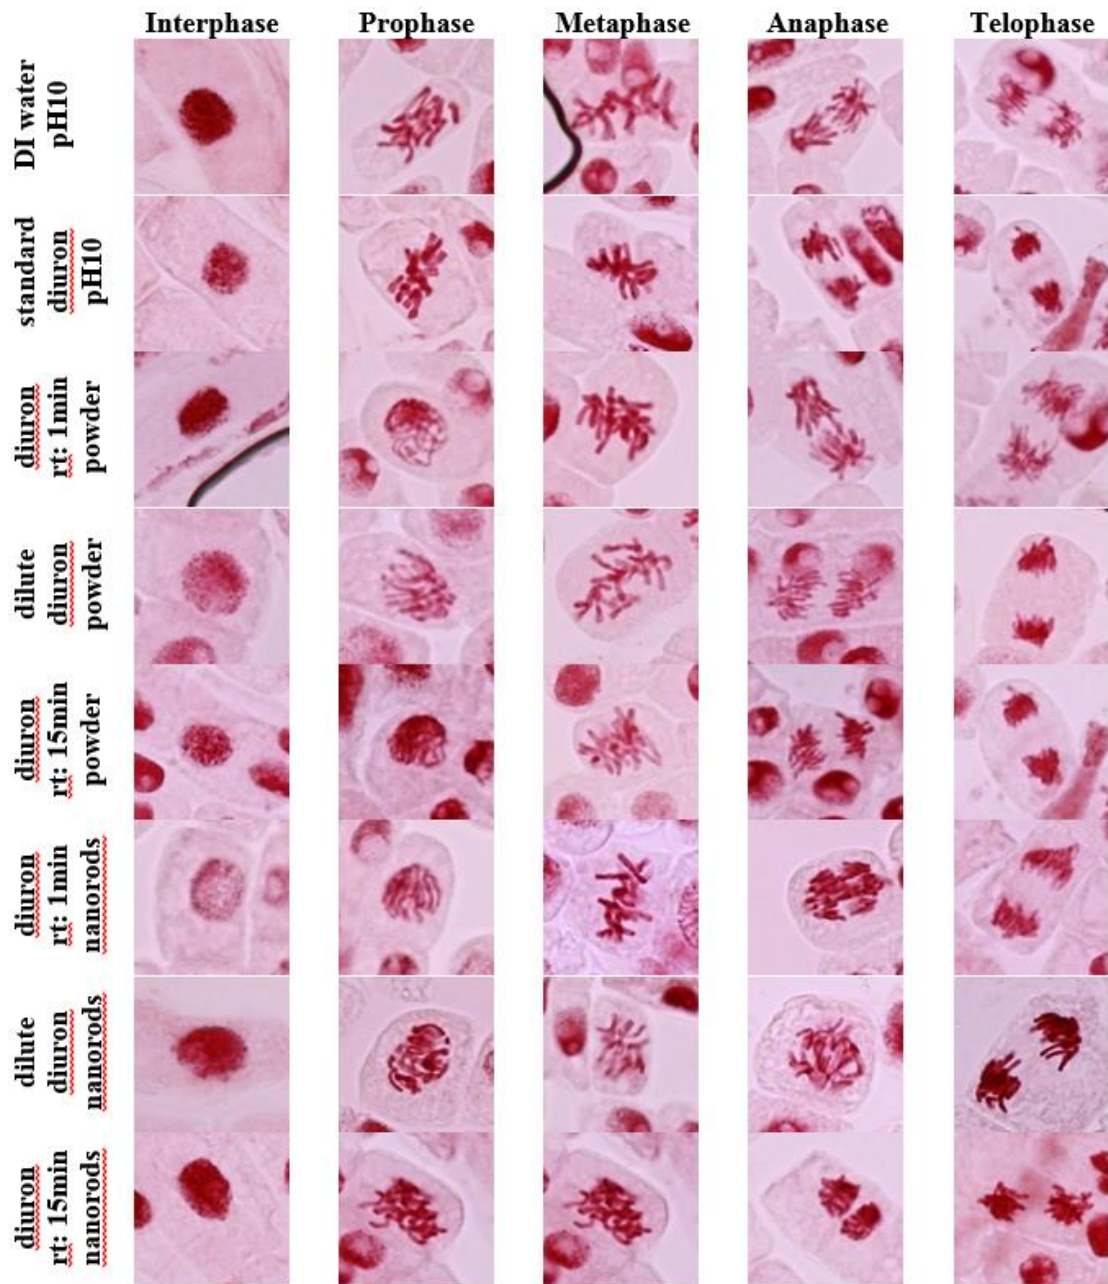 Interphase Prophase Metaphase Anaphase Telophase
DI water
pH10
standard
diuron
pH10
diuron
rt: 1min
powder
dilute
diuron
powder
diuron
rt: 15min
powder
diuron
rt: 1min
nanorods
dilute
diuron
nanorods
diuron
rt: 15min
nanorods